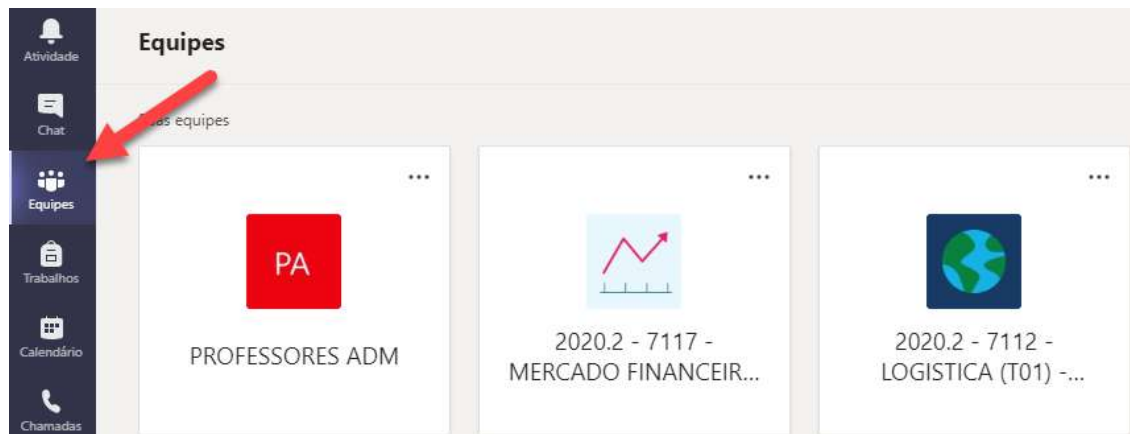 Atividade
Chat
Equipes
Trabalhos
Calendário
Chamadas
Equipes
equipes
...
...
...
PA
PROFESSORES ADM
2020.2 - 7117 -
MERCADO FINANCEIR...
2020.2 - 7112 -
LOGISTICA (T01) -...